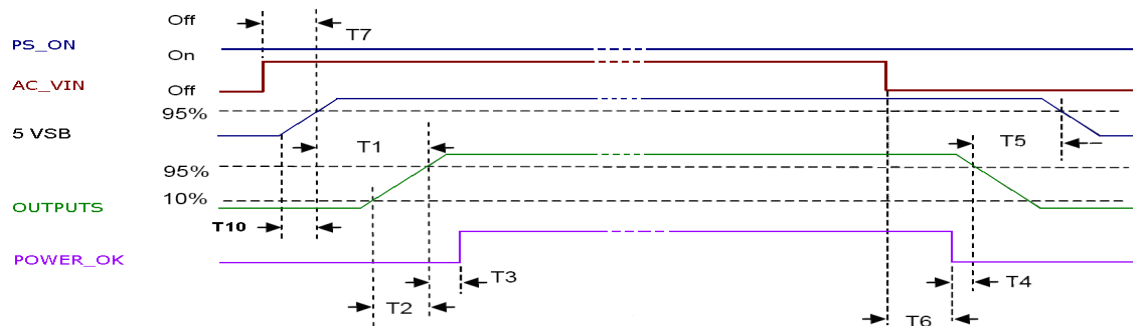 Off
T7
PS_ON
On
AC_VIN
Off
95%
5 VSB
T1
T5
95%
10%
OUTPUTS
T10
POWER_OK
T3
T4
T2
T6